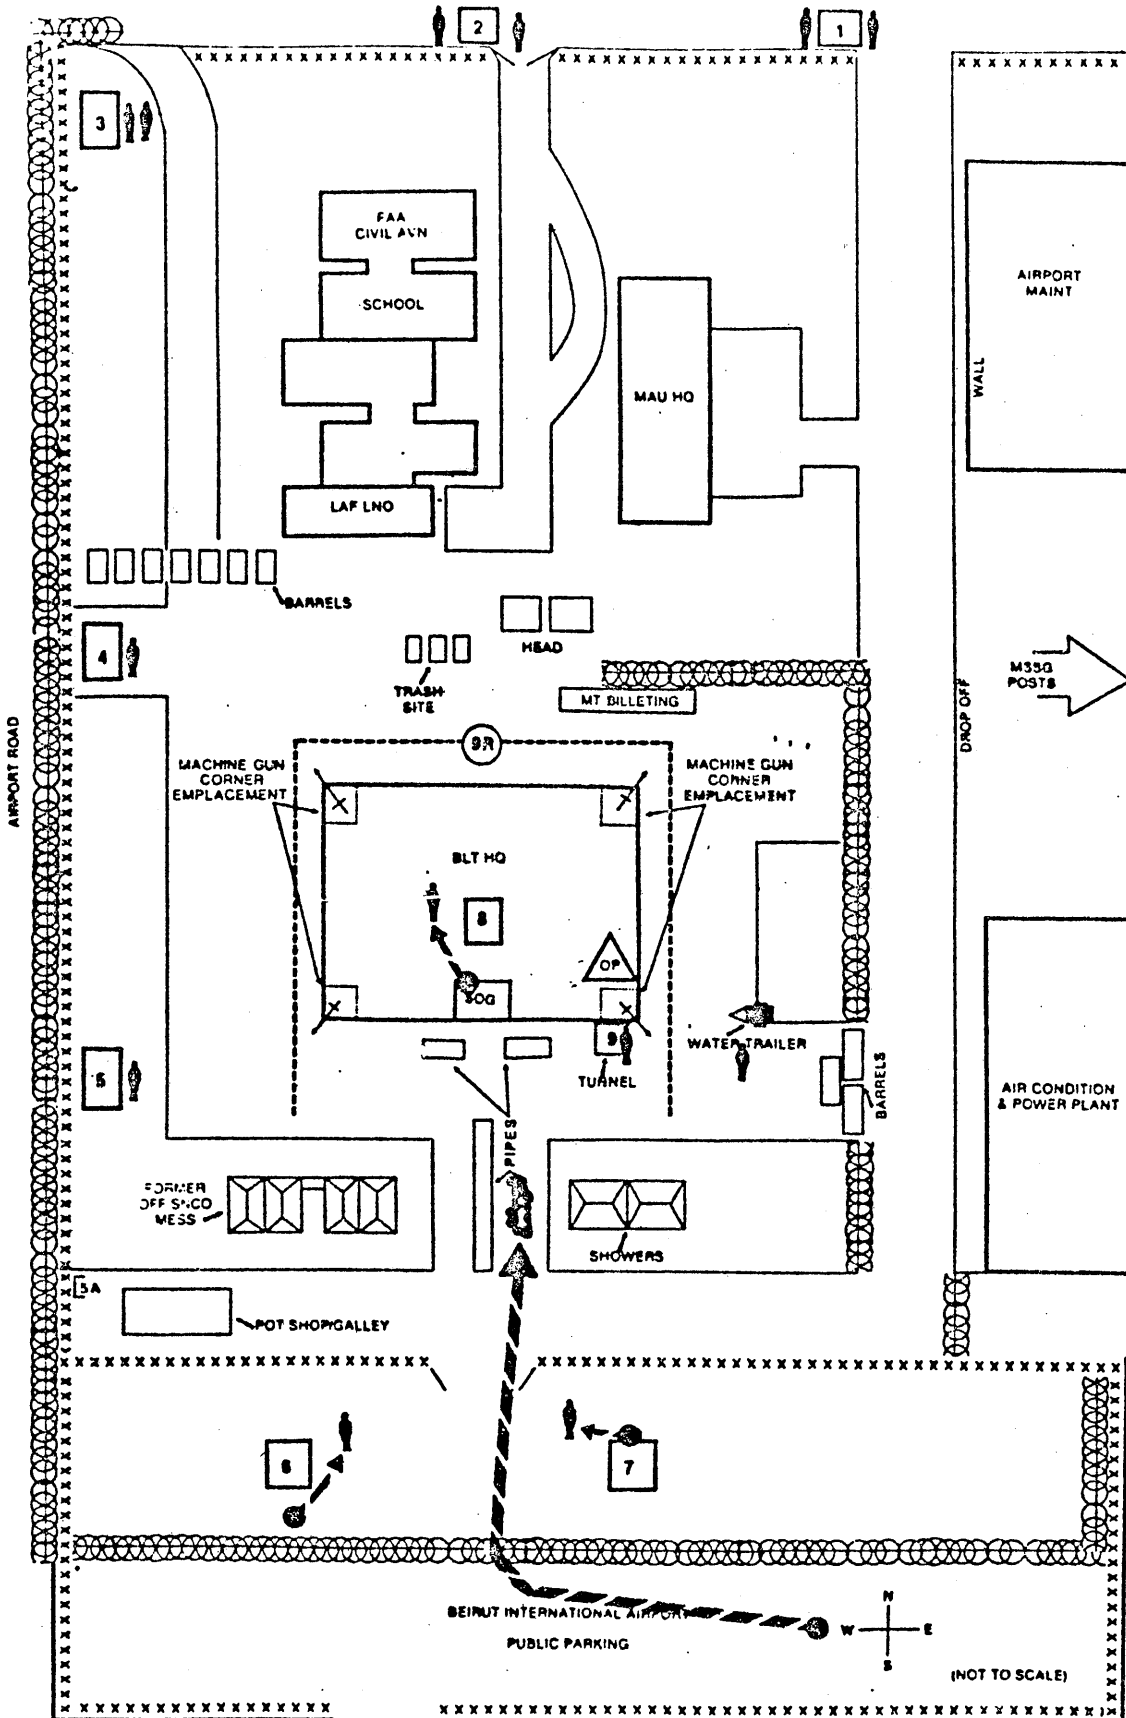 2
1
3
FAA
CIVIL AVN
SCHOOL
AIRPORT
MAINT
WALL
MAU HQ
LAF LNO
BARRELS
HEAD
4
TRASH
SITE
MT BILLETING
MSSG
POSTS
DROP OFF
AIRPORT ROAD
9A
MACHINE GUN
CORNER
EMPLACEMENT
MACHINE GUN
CORNER
EMPLACEMENT
BLT HQ
8
OP
SOG
9
TUNNEL
WATER TRAILER
BARRELS
5
AIR CONDITION
& POWER PLANT
PIPES
FORMER
OFF SNCO
MESS
SHOWERS
5A
POT SHOP/GALLEY
6
7
BEIRUT INTERNATIONAL AIRPORT
PUBLIC PARKING
N
W
E
S
(NOT TO SCALE)